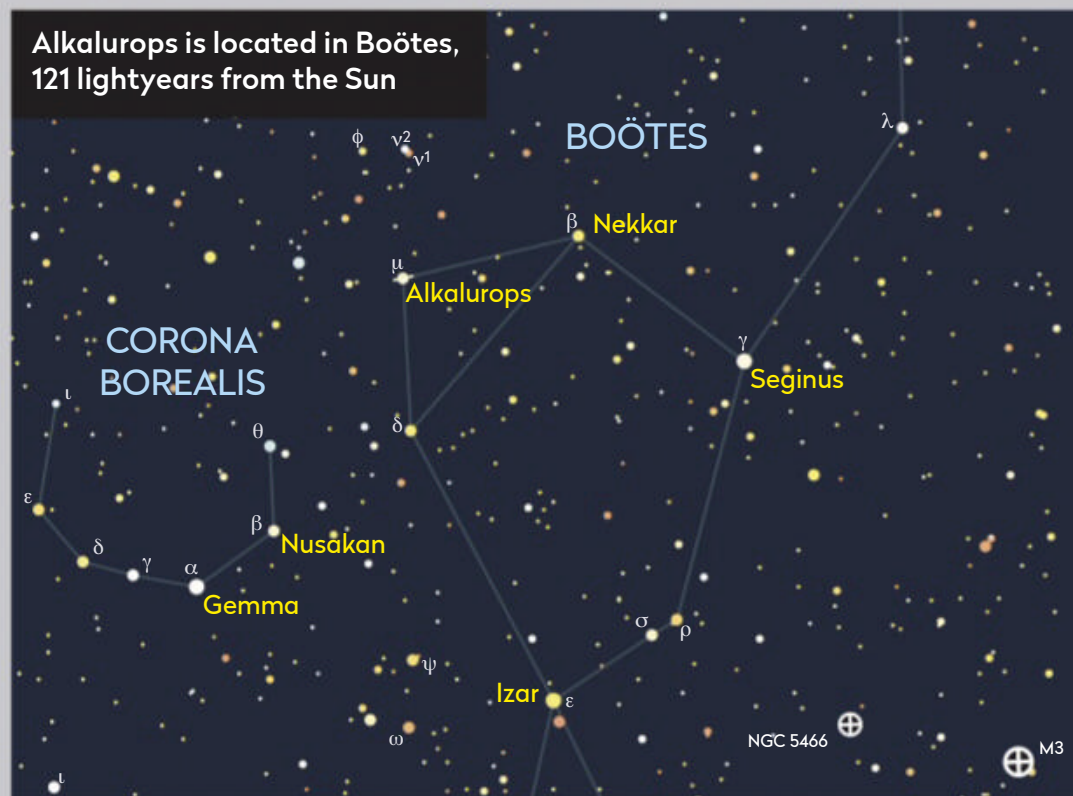 Alkalurops is located in Boötes,
121 lightyears from the Sun
BOÖTES
λ
ϕ
ν2
ν1
β
Nekkar
μ
Alkalurops
CORONA
BOREALIS
γ
Seginus
ι
δ
θ
ε
β
Nusakan
δ
γ
α
Gemma
σ
ρ
ψ
Izar
ε
ω
NGC 5466
M3
ι